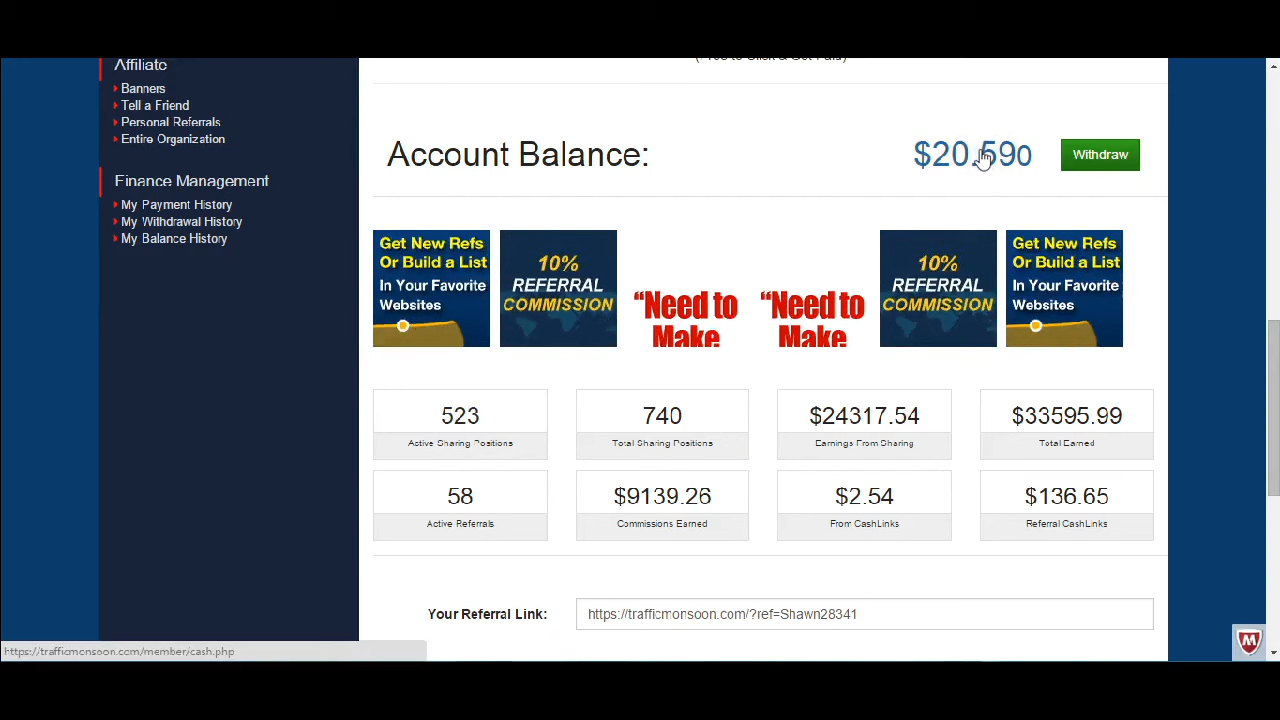 Affiliate
Banners
Tell a Friend
Personal Referrals
Entire Organization
Finance Management
My Payment History
My Withdrawal History
My Balance History
Account Balance:
$20.590
Withdraw
Get New Refs
Or Build a List
In Your Favorite
Websites
10%
REFERRAL
COMMISSION
“Need to
Make
“Need to
Make
10%
REFERRAL
COMMISSION
Get New Refs
Or Build a List
In Your Favorite
Websites
523
Active Sharing Positions
740
Total Sharing Positions
$24317.54
Earnings From Sharing
$33595.99
Total Earned
58
Active Referrals
$9139.26
Commissions Earned
$2.54
From CashLinks
$136.65
Referral CashLinks
Your Referral Link:
https://trafficmonsoon.com/?ref=Shawn28341
https://trafficmonsoon.com/member/cash.php